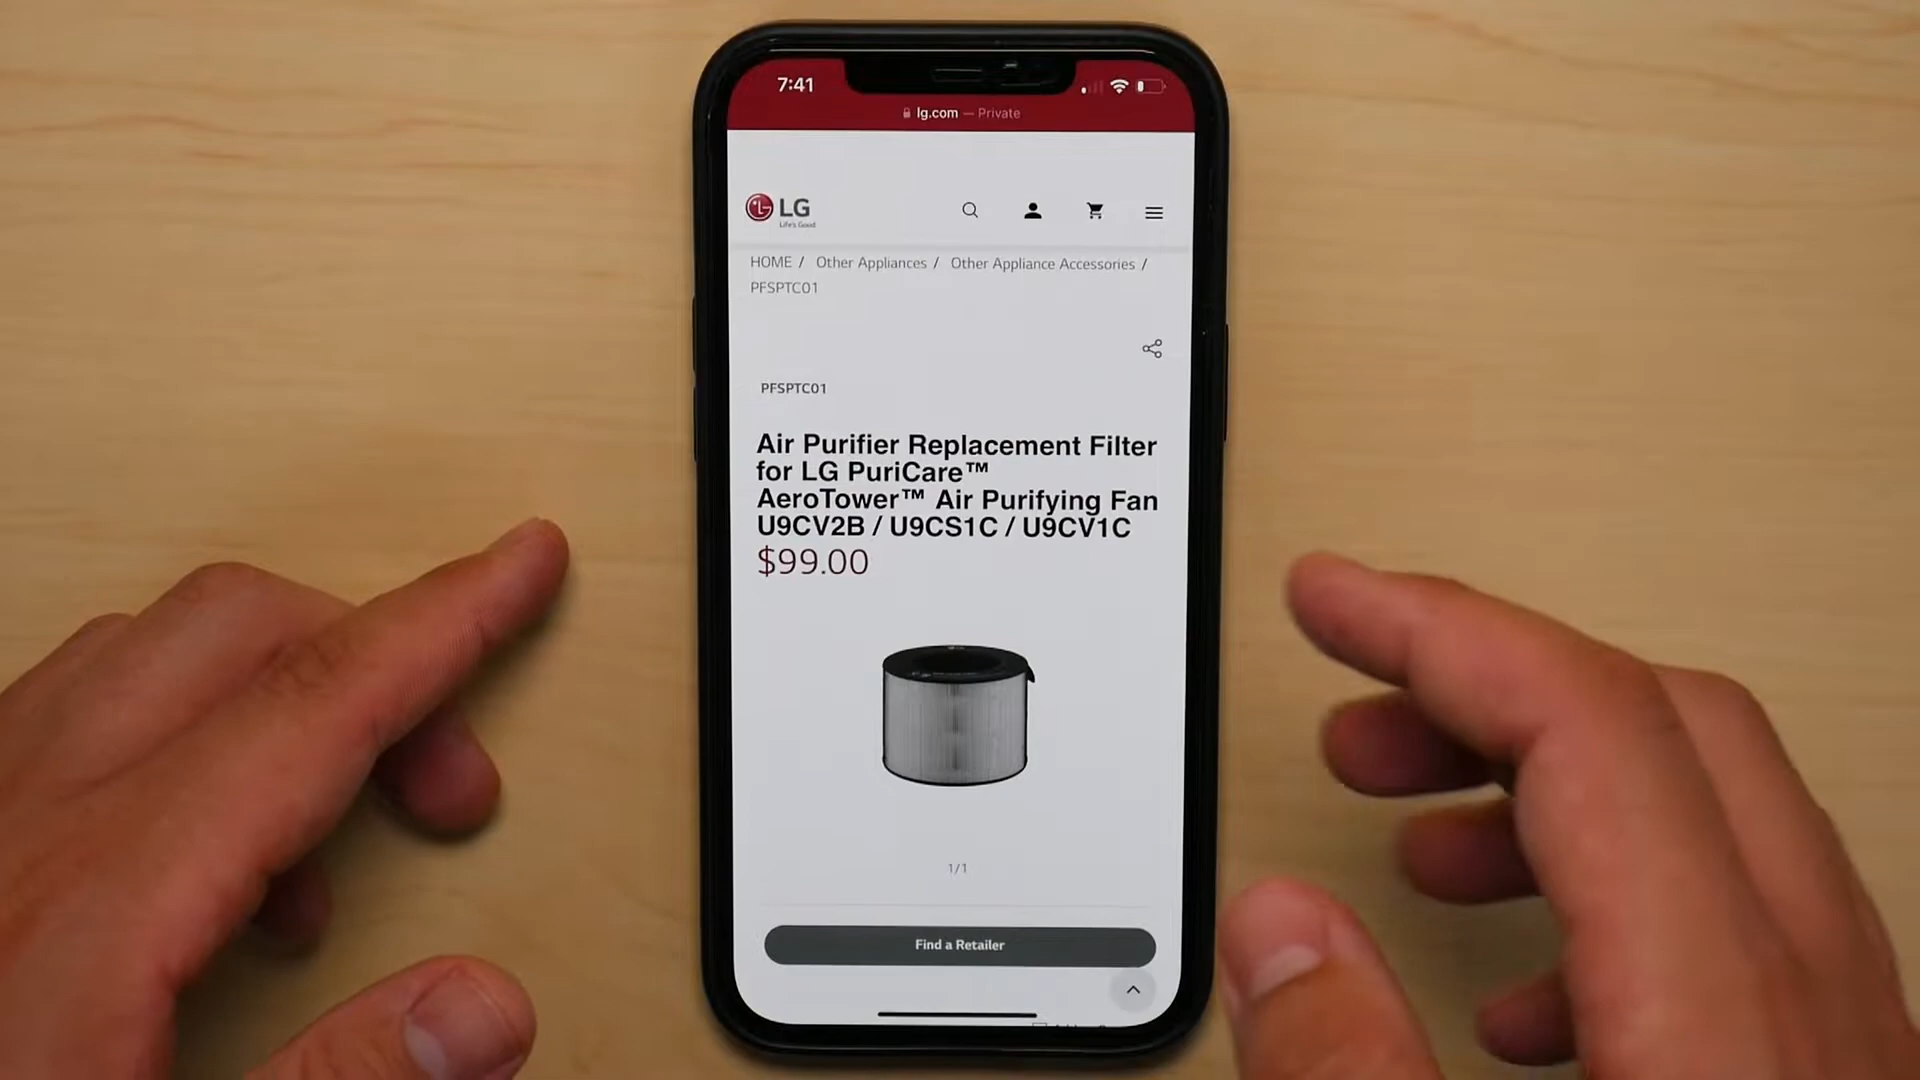 7:41
lg.com — Private
LG
Life's Good
HOME / Other Appliances / Other Appliance Accessories /
PFSPTC01
PFSPTC01
Air Purifier Replacement Filter
for LG PuriCare™
AeroTower™ Air Purifying Fan
U9CV2B / U9CS1C / U9CV1C
$99.00
1/1
Find a Retailer